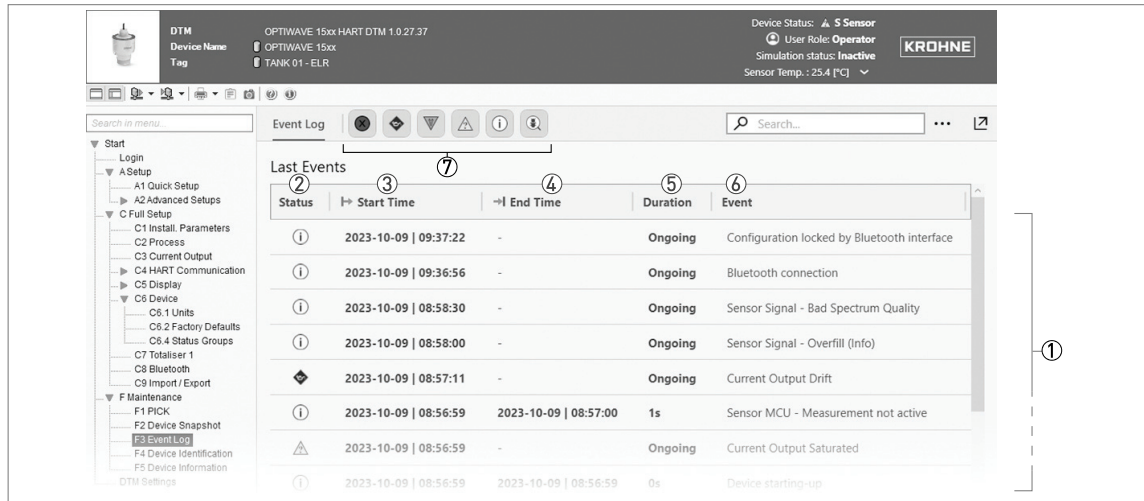 DTM OPTIWAVE 15xx HART DTM 1.0.27.37
Device Name OPTIWAVE 15xx
Tag TANK 01 - ELR
Device Status: S Sensor
User Role: Operator
Simulation status: Inactive
Sensor Temp. : 25.4 [°C]
KROHNE
Search in menu..
Start
Login
A Setup
A1 Quick Setup
A2 Advanced Setups
C Full Setup
C1 Install. Parameters
C2 Process
C3 Current Output
C4 HART Communication
C5 Display
C6 Device
C6.1 Units
C6.2 Factory Defaults
C6.4 Status Groups
C7 Totaliser 1
C8 Bluetooth
C9 Import / Export
F Maintenance
F1 PICK
F2 Device Snapshot
F3 Event Log
F4 Device Identification
F5 Device Information
DTM Settings
Event Log
Search...
⑦
Last Events
② ③ ④ ⑤ ⑥
Status Start Time End Time Duration Event
2023-10-09 | 09:37:22 - Ongoing Configuration locked by Bluetooth interface
2023-10-09 | 09:36:56 - Ongoing Bluetooth connection
2023-10-09 | 08:58:30 - Ongoing Sensor Signal - Bad Spectrum Quality
2023-10-09 | 08:58:00 - Ongoing Sensor Signal - Overfill (Info)
2023-10-09 | 08:57:11 - Ongoing Current Output Drift
2023-10-09 | 08:56:59 2023-10-09 | 08:57:00 1s Sensor MCU - Measurement not active
2023-10-09 | 08:56:59 - Ongoing Current Output Saturated
2023-10-09 | 08:56:59 2023-10-09 | 08:56:59 0s Device starting-up
①